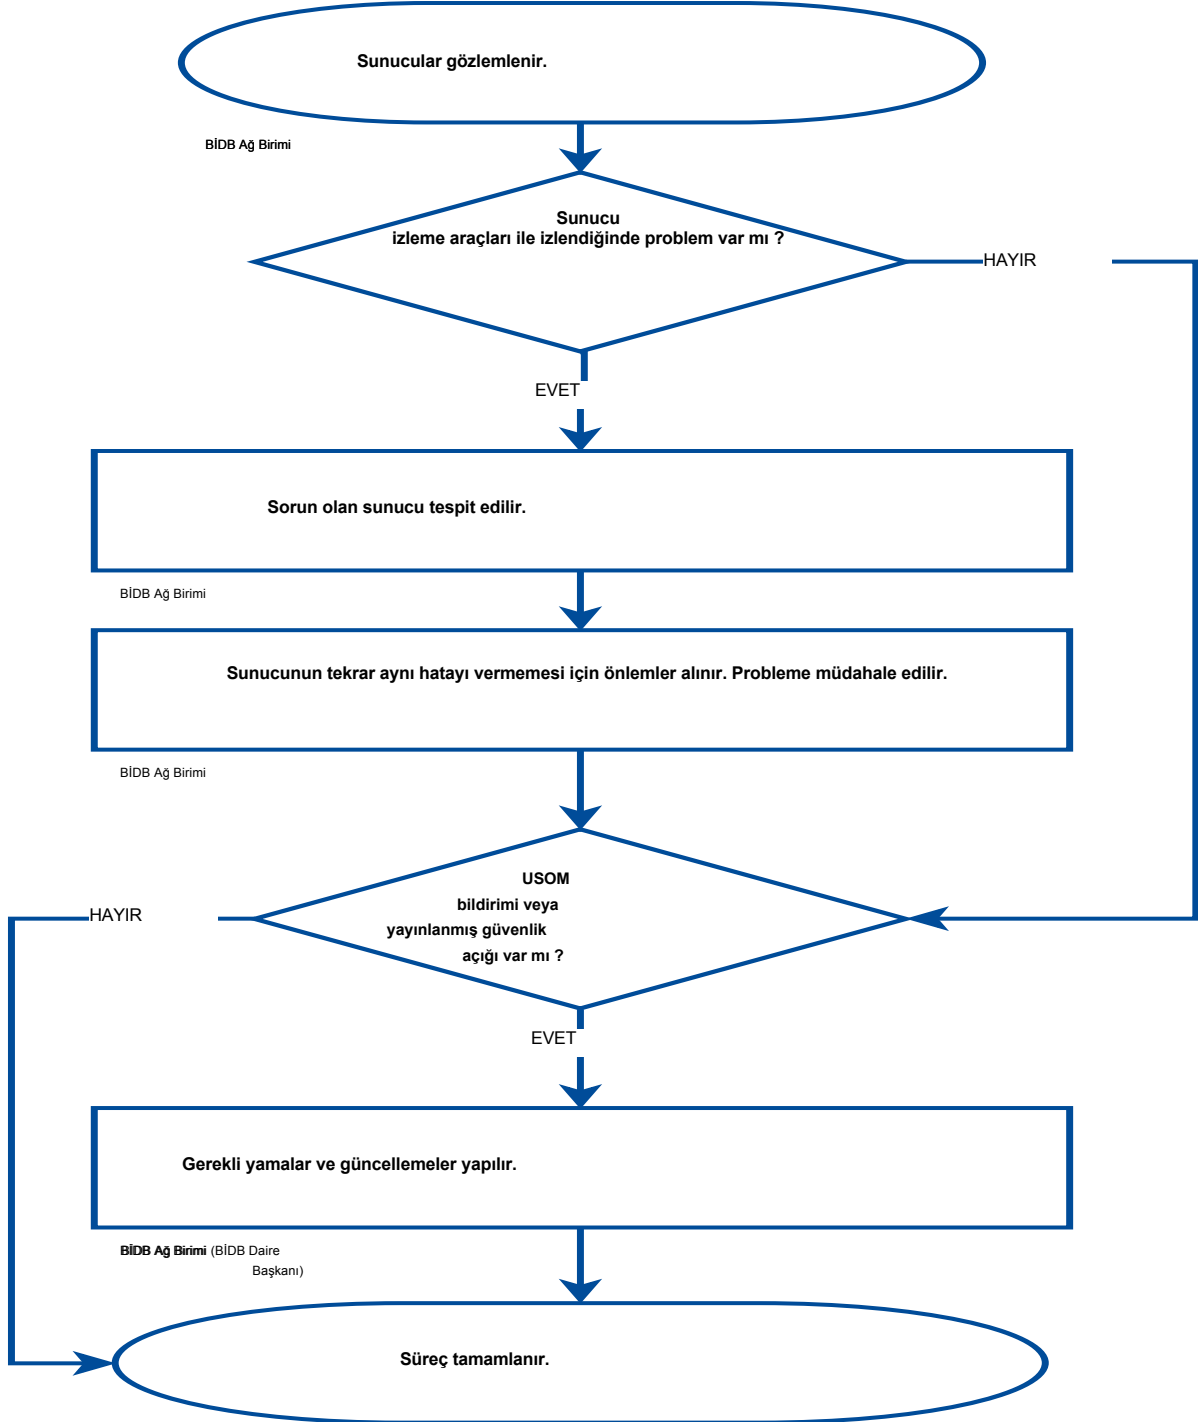 Sunucular gözlemlenir.
BİDB Ağ Birimi
Sunucu
izleme araçları ile izlendiğinde problem var mı ?
HAYIR
EVET
Sorun olan sunucu tespit edilir.
BİDB Ağ Birimi
Sunucunun tekrar aynı hatayı vermemesi için önlemler alınır. Probleme müdahale edilir.
BİDB Ağ Birimi
USOM
bildirimi veya
yayınlanmış güvenlik
açığı var mı ?
HAYIR
EVET
Gerekli yamalar ve güncellemeler yapılır.
BİDB Ağ Birimi (BİDB Daire
Başkanı)
Süreç tamamlanır.